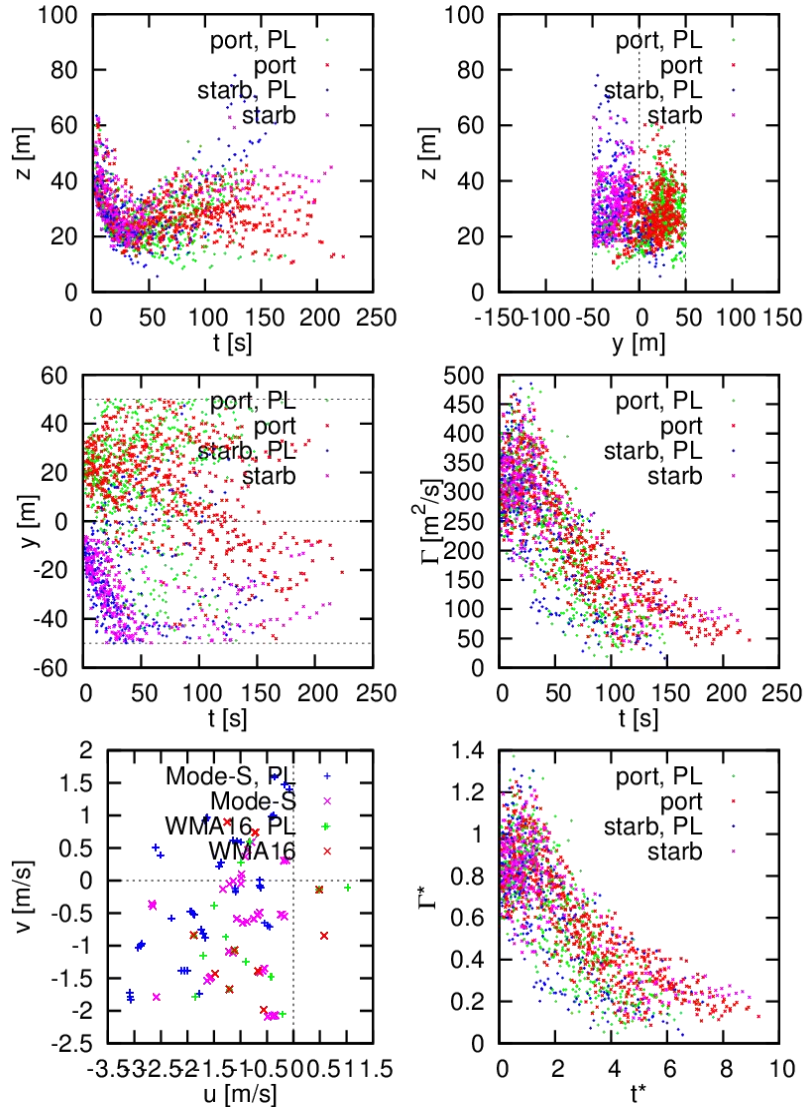 100
80
60
40
20
0
z [m]
port, PL
port
starb, PL
starb
0 50 100 150 200 250
t [s]
100
80
60
40
20
0
z [m]
port, PL
port
starb, PL
starb
-150-100 -50 0 50 100 150
y [m]
60
40
20
0
-20
-40
-60
y [m]
port, PL
port
starb, PL
starb
0 50 100 150 200 250
t [s]
500
450
400
350
300
250
200
150
100
50
0
Γ [m²/s]
port, PL
port
starb, PL
starb
0 50 100 150 200 250
t [s]
2
1.5
1
0.5
0
-0.5
-1
-1.5
-2
-2.5
v [m/s]
Mode-S, PL
Mode-S
WMA16, PL
WMA16
-3.5-3-2.5-2-1.5-1-0.50 0.5 1 1.5
u [m/s]
1.4
1.2
1
0.8
0.6
0.4
0.2
0
Γ*
port, PL
port
starb, PL
starb
0 2 4 6 8 10
t*